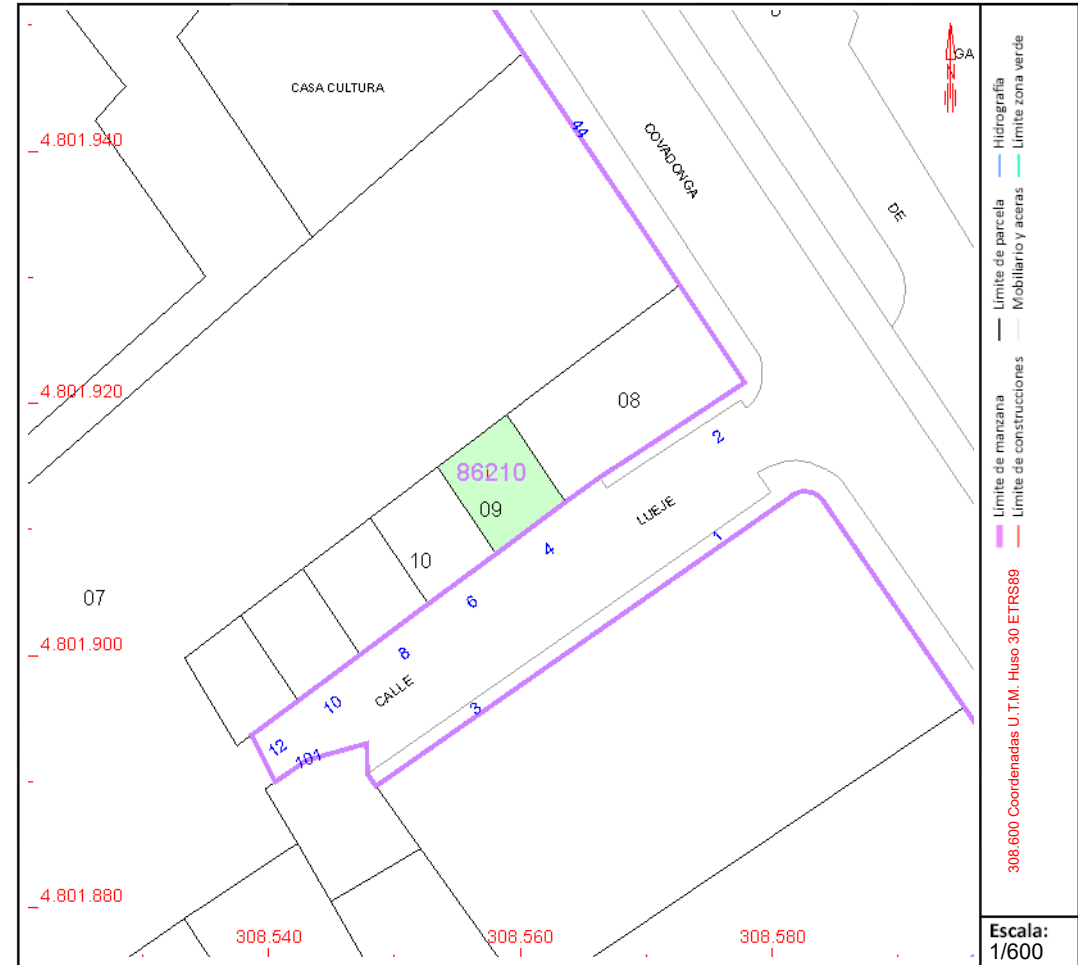 CASA CULTURA
GA
N
4.801.940
44
COVADONGA
DE
4.801.920
08
2
86210
09
LUEJE
4
1
10
6
07
4.801.900
8
CALLE
10
3
12
101
4.801.880
308.540
308.560
308.580
Límite de manzana
Límite de parcela
Hidrografía
Límite de construcciones
Mobiliario y aceras
Límite zona verde
308.600 Coordenadas U.T.M. Huso 30 ETRS89
Escala:
1/600